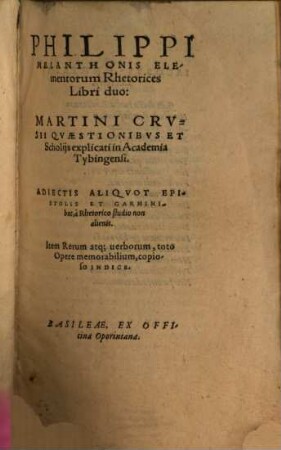 PHILIPPI
MELANTHONIS ELE⸗
mentorum Rhetorices
Libri duo:
MARTINI CRV⸗
SII QVÆSTIONIBVS ET
Scholijs explicati in Academia
Tybingensi.
ADIECTIS ALIQVOT EPI⸗
STOLIS ET CARMINI⸗
bus, à Rhetorico studio non
alienis.
Item Rerum atq; uerborum, toto
Opere memorabilium, copio⸗
so INDICE.
BASILEAE, EX OFFI⸗
cina Oporiniana.